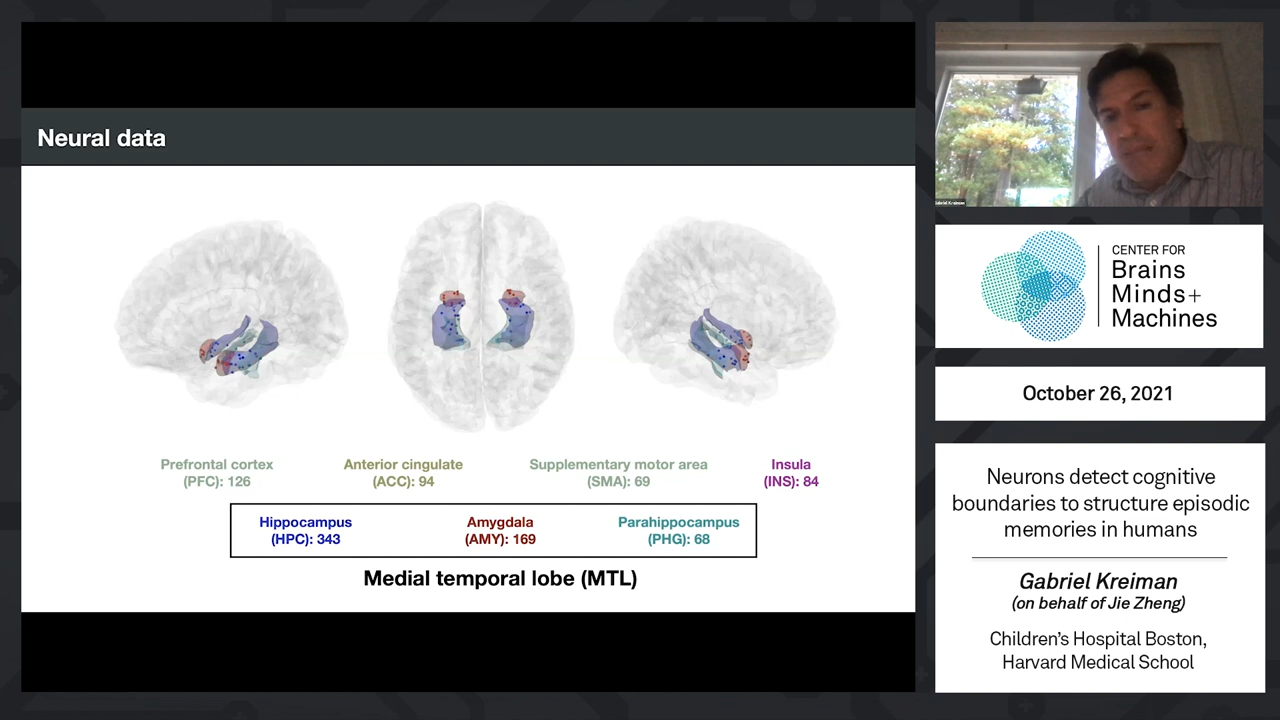 Neural data
Prefrontal cortex
(PFC): 126
Anterior cingulate
(ACC): 94
Supplementary motor area
(SMA): 69
Insula
(INS): 84
Hippocampus
(HPC): 343
Amygdala
(AMY): 169
Parahippocampus
(PHG): 68
Medial temporal lobe (MTL)
Gabriel Kreiman
CENTER FOR
Brains
Minds+
Machines
October 26, 2021
Neurons detect cognitive
boundaries to structure episodic
memories in humans
Gabriel Kreiman
(on behalf of Jie Zheng)
Children's Hospital Boston,
Harvard Medical School